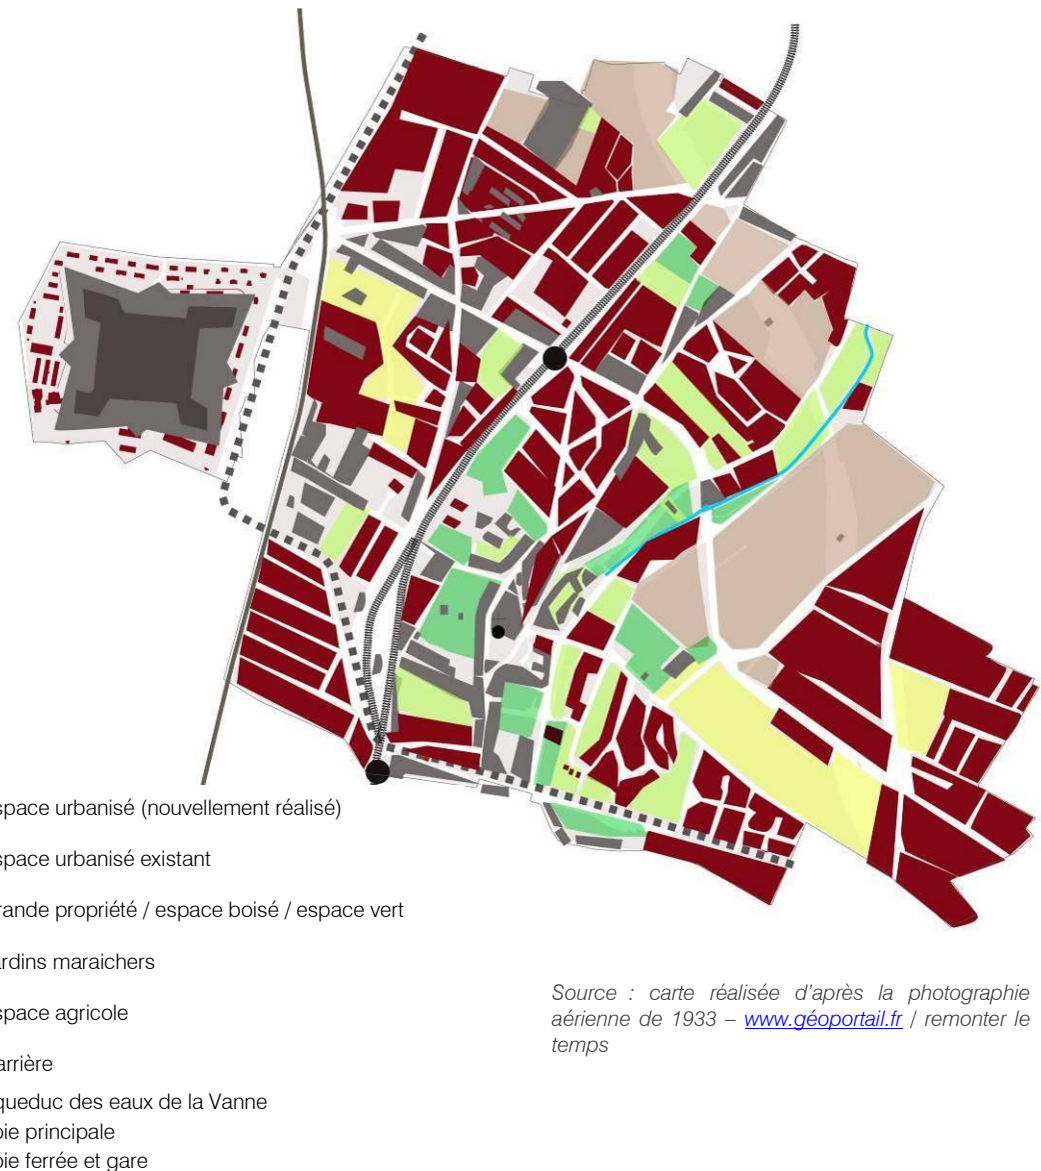 space urbanisé (nouvellement réalisé)
space urbanisé existant
rande propriété / espace boisé / espace vert
ardins maraichers
space agricole
arrière
queduc des eaux de la Vanne
oie principale
oie ferrée et gare
Source : carte réalisée d’après la photographie
aérienne de 1933 – www.géoportail.fr / remonter le
temps